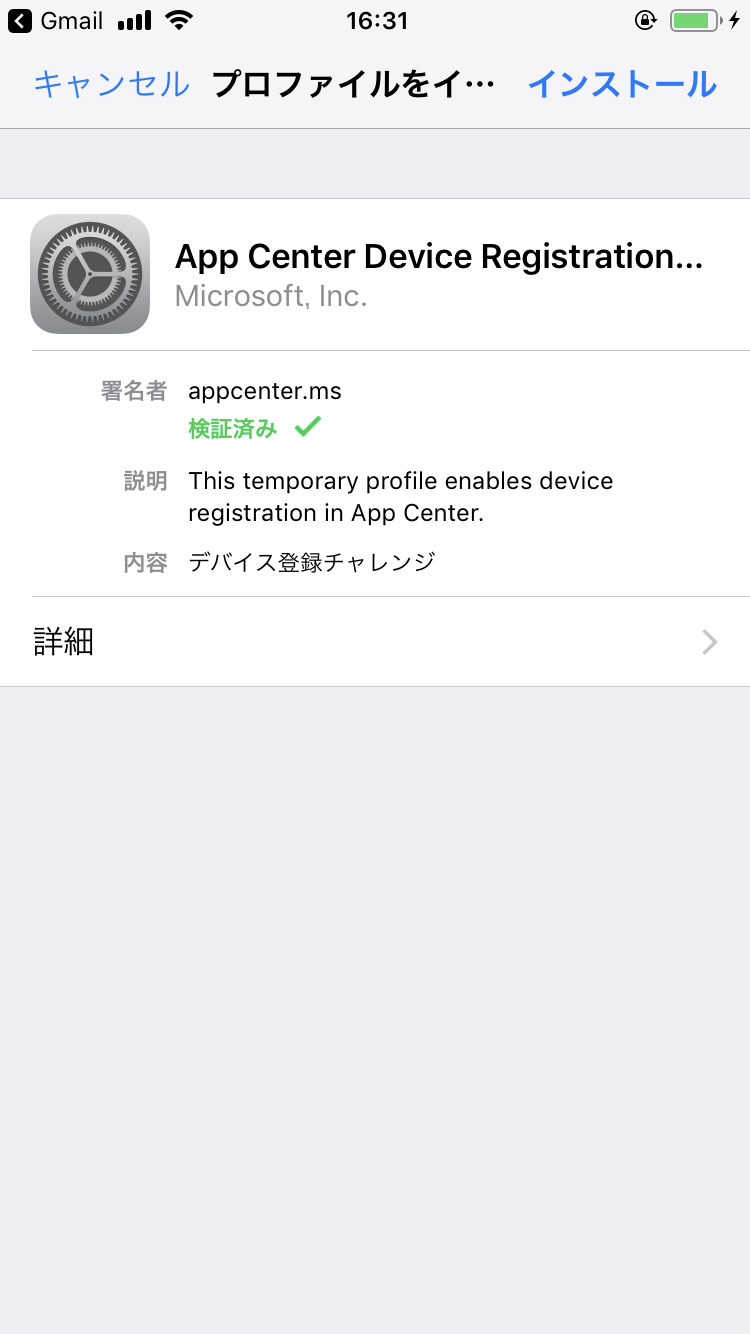 Gmail 16:31
キャンセル プロファイルをイ… インストール
App Center Device Registration...
Microsoft, Inc.
署名者 appcenter.ms
検証済み
説明 This temporary profile enables device
registration in App Center.
内容 デバイス登録チャレンジ
詳細